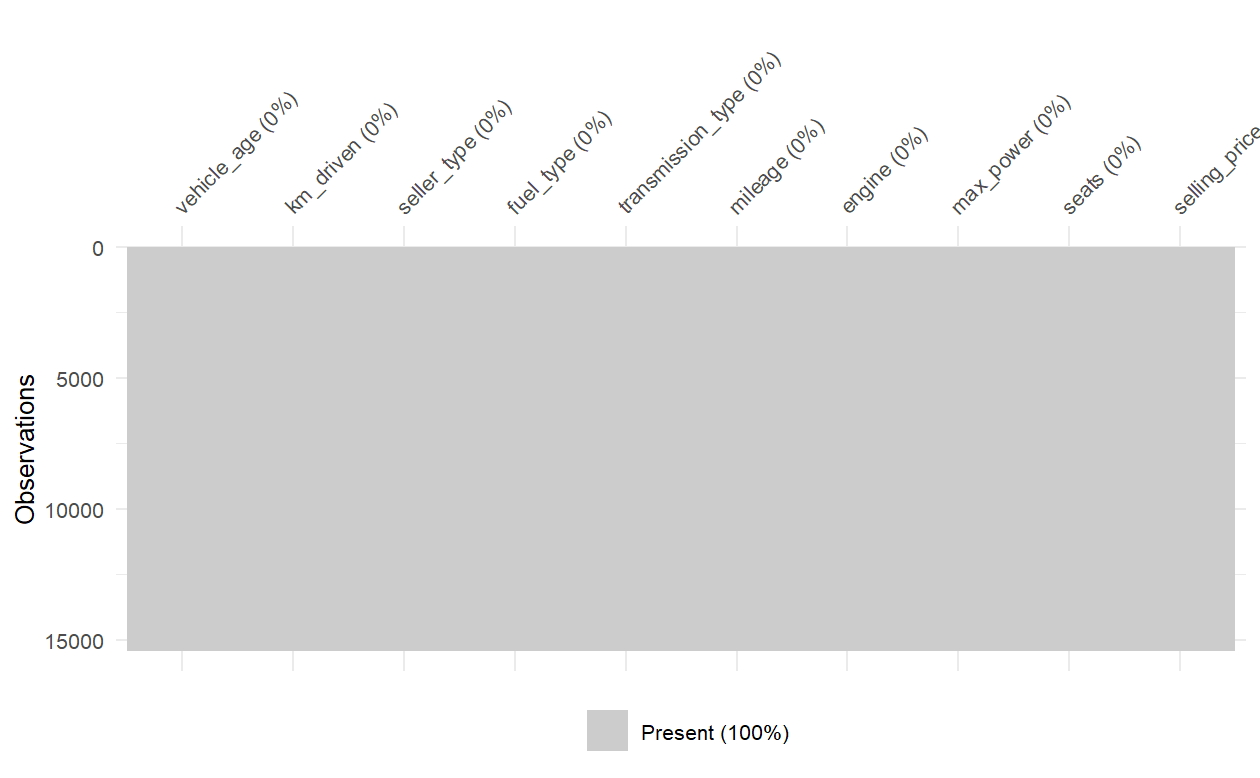 vehicle_age (0%)
km_driven (0%)
seller_type (0%)
fuel_type (0%)
transmission_type (0%)
mileage (0%)
engine (0%)
max_power (0%)
seats (0%)
selling_price
0
5000
10000
15000
Observations
Present (100%)